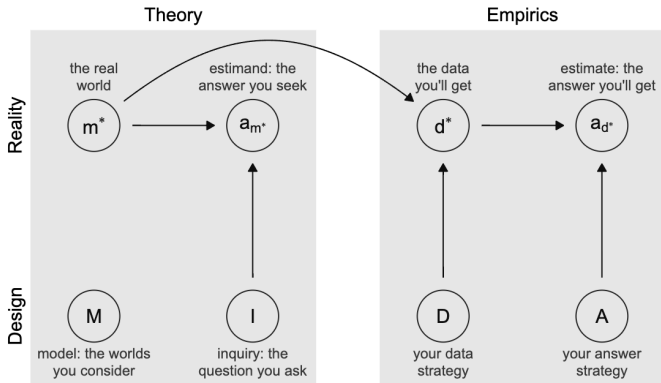 Theory
Empirics
Reality
the real
world
estimand: the
answer you seek
the data
you'll get
estimate: the
answer you'll get
m*
a_m*
d*
a_d*
Design
M
I
D
A
model: the worlds
you consider
inquiry: the
question you ask
your data
strategy
your answer
strategy